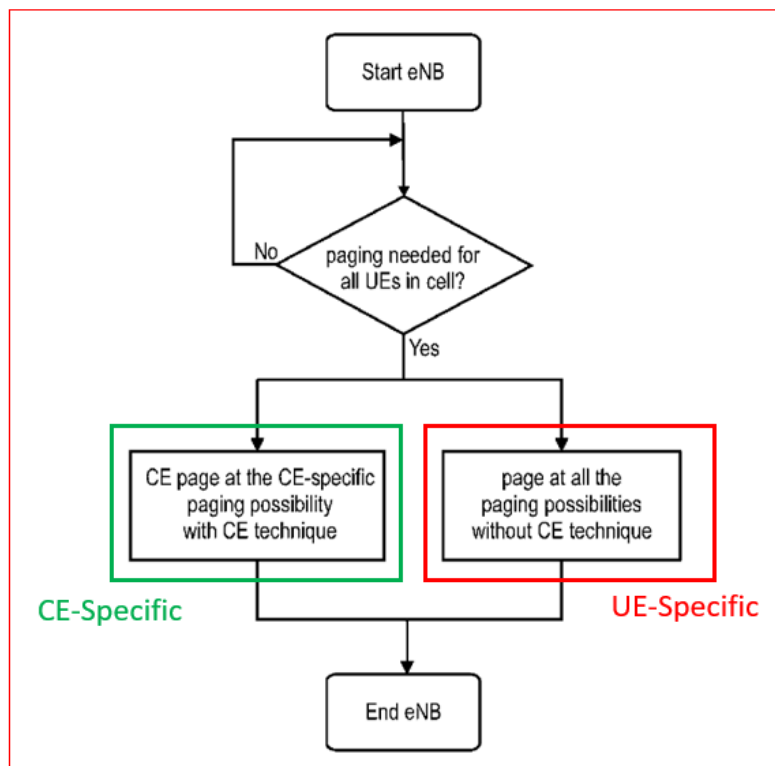 Start eNB
No
paging needed for
all UEs in cell?
Yes
CE page at the CE-specific
paging possibility
with CE technique
page at all the
paging possibilities
without CE technique
CE-Specific
UE-Specific
End eNB